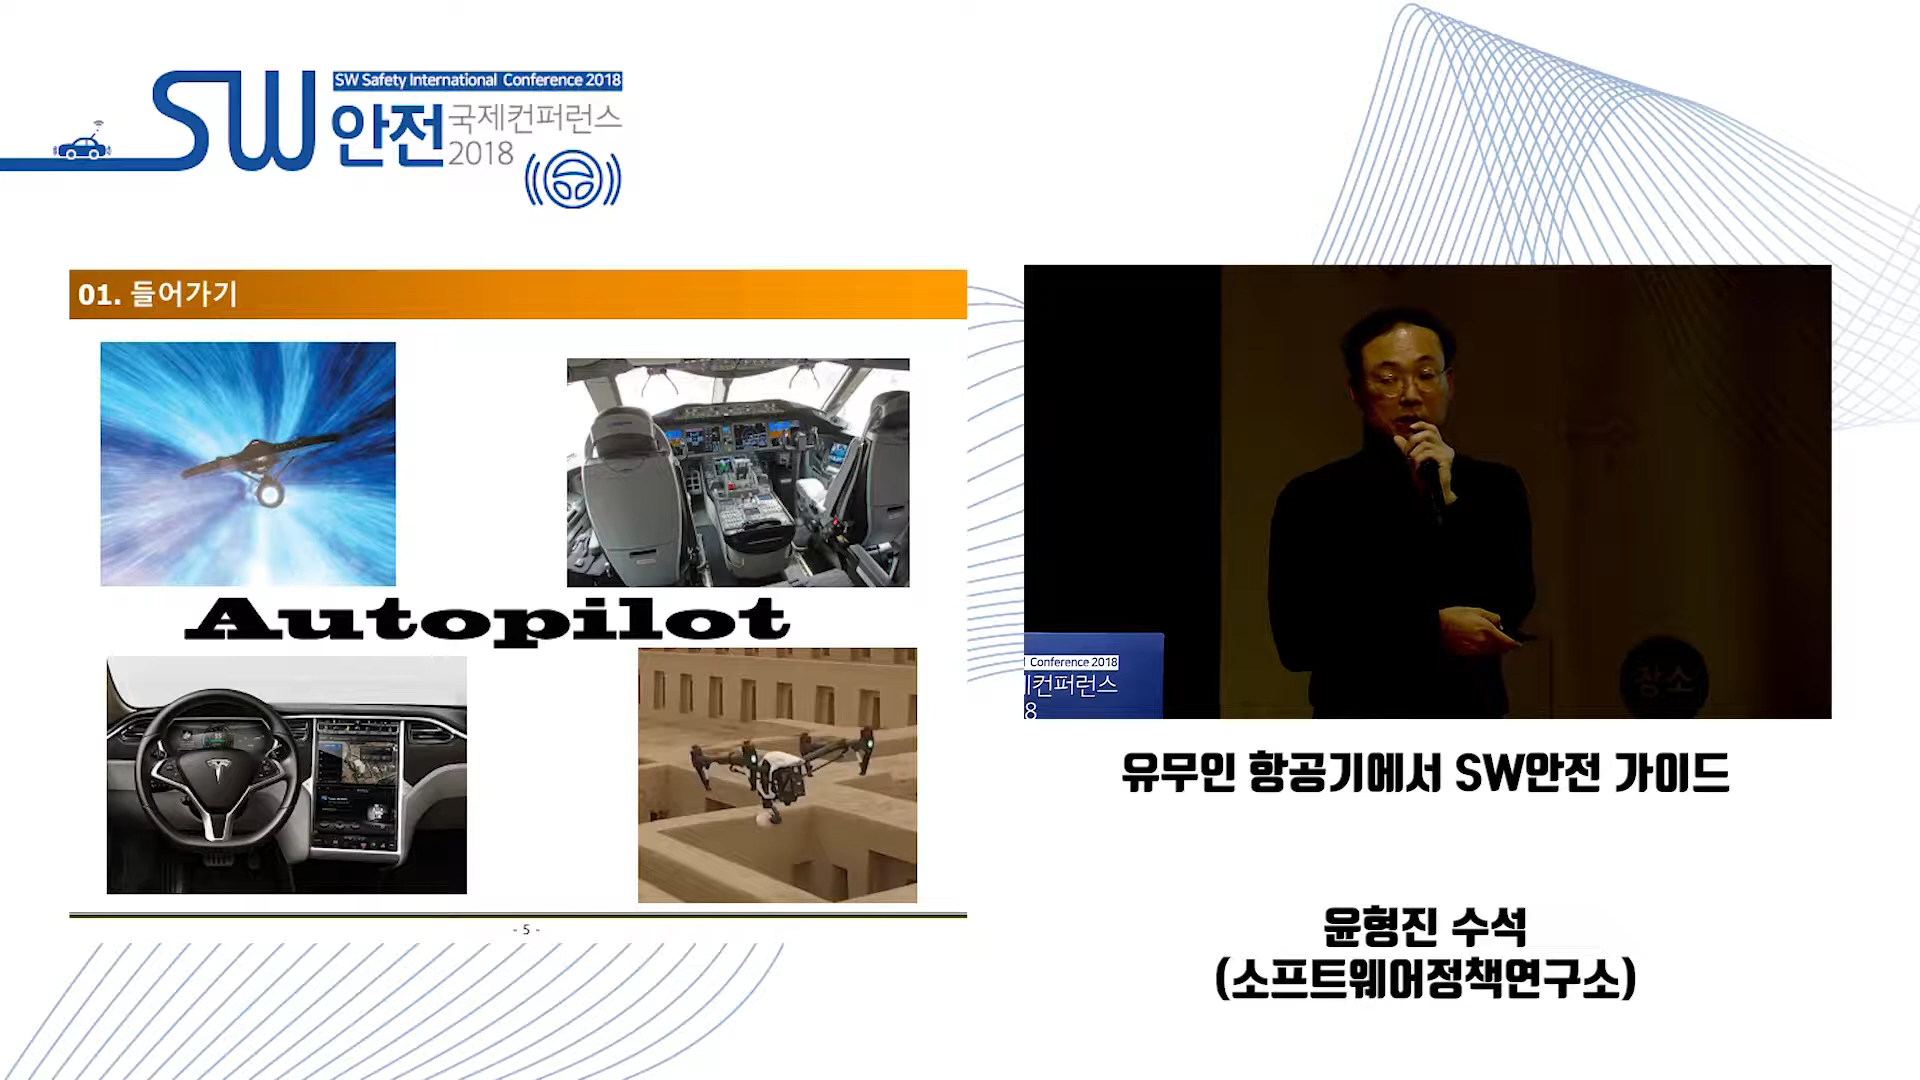 SW
SW Safety International Conference 2018
안전
국제컨퍼런스
2018
01. 들어가기
Autopilot
- 5 -
Conference 2018
컨퍼런스
8
장소
유무인 항공기에서 SW안전 가이드
윤형진 수석
(소프트웨어정책연구소)